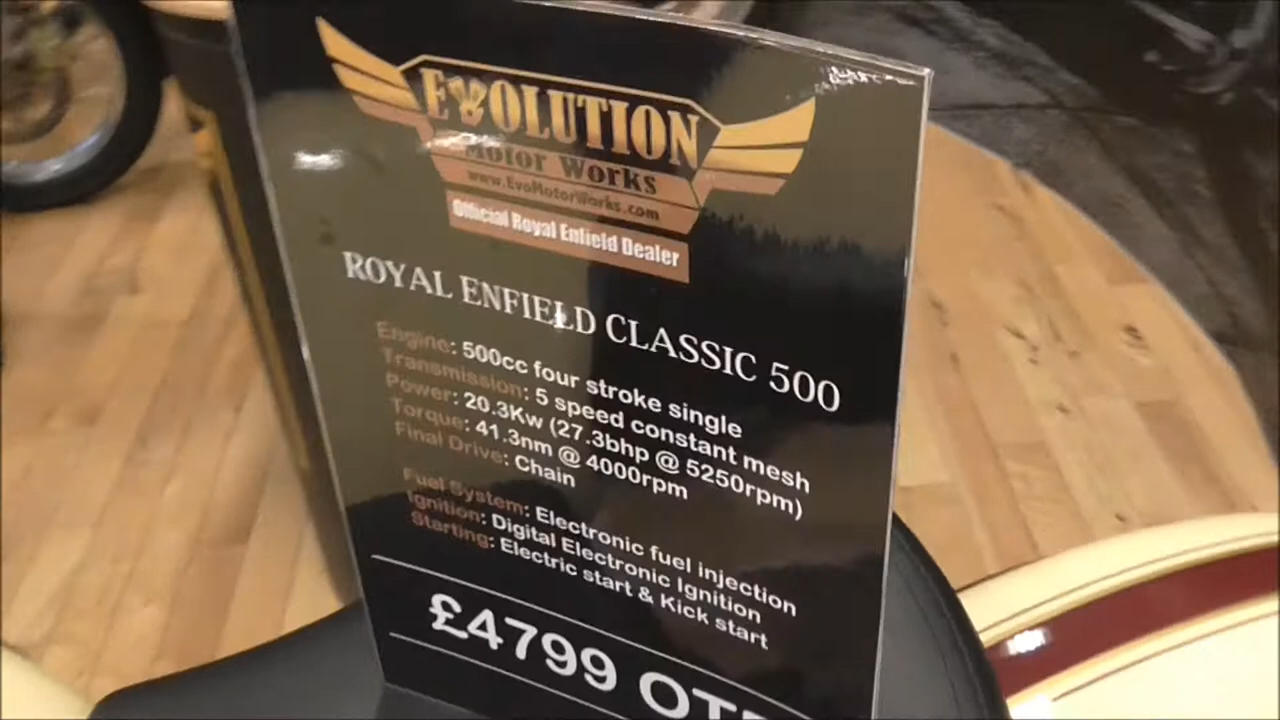 EVOLUTION
Motor Works
www.EvoMotorWorks.com
Official Royal Enfield Dealer
ROYAL ENFIELD CLASSIC 500
Engine: 500cc four stroke single
Transmission: 5 speed constant mesh
Power: 20.3Kw (27.3bhp @ 5250rpm)
Torque: 41.3nm @ 4000rpm
Final Drive: Chain
Fuel System: Electronic fuel injection
Ignition: Digital Electronic Ignition
Starting: Electric start & Kick start
£4799